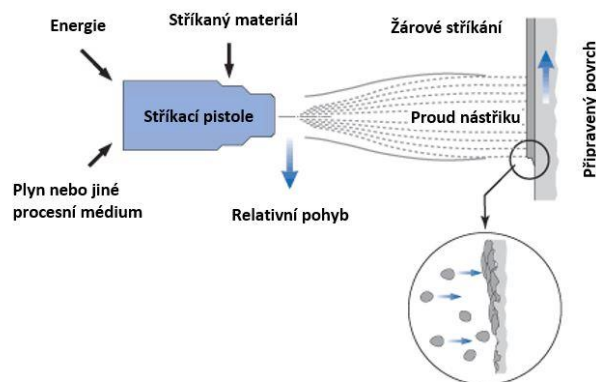 Energie
Stříkaný materiál
Žárové stříkání
Stříkací pistole
Proud nástřiku
Připravený povrch
Plyn nebo jiné
procesní médium
Relativní pohyb